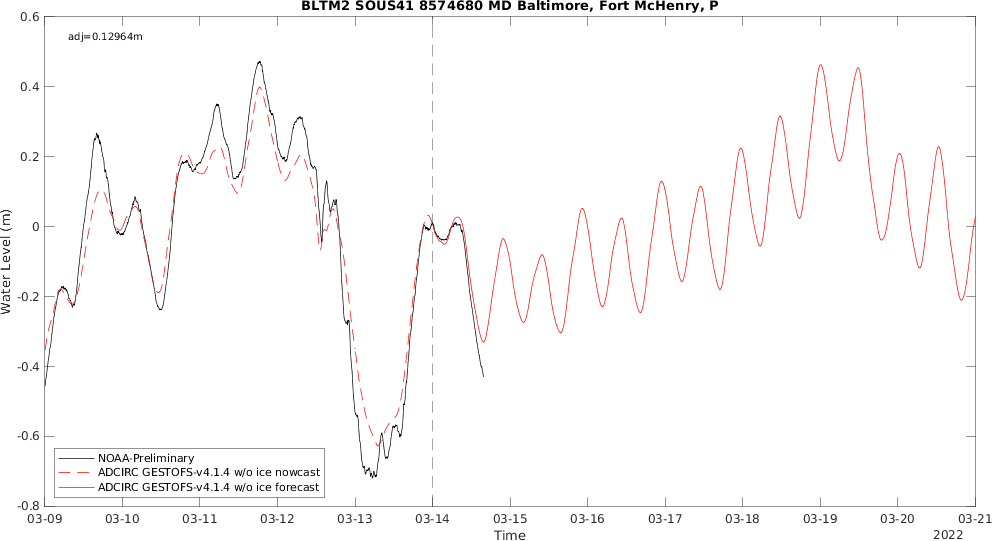 BLTM2 SOUS41 8574680 MD Baltimore, Fort McHenry, P
adj=0.12964m
0.6
0.4
0.2
0
-0.2
-0.4
-0.6
-0.8
Water Level (m)
NOAA-Preliminary
ADCIRC GESTOFS-v4.1.4 w/o ice nowcast
ADCIRC GESTOFS-v4.1.4 w/o ice forecast
03-09 03-10 03-11 03-12 03-13 03-14 03-15 03-16 03-17 03-18 03-19 03-20 03-21
Time
2022